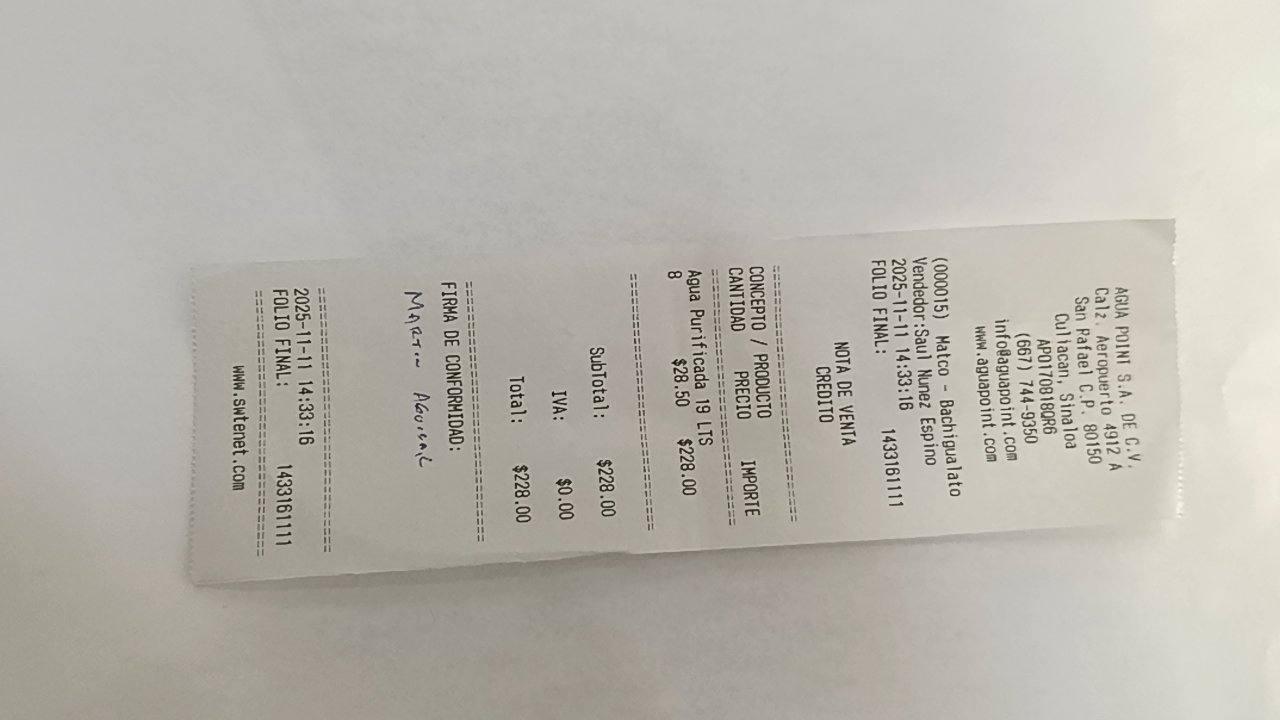 AGUA POINT S.A. DE C.V.
Calz. Aeropuerto 4912 A
San Rafael C.P. 80150
Culiacan, Sinaloa
APO170818QR6
(667) 744-9350
info@aguapoint.com
www.aguapoint.com
(000015) Matco - Bachigualato
Vendedor:Saul Nunez Espino
2025-11-11 14:33:16
FOLIO FINAL: 1433161111
NOTA DE VENTA
CREDITO
CONCEPTO / PRODUCTO
CANTIDAD PRECIO IMPORTE
Agua Purificada 19 LTS
8 $28.50 $228.00
SubTotal: $228.00
IVA: $0.00
Total: $228.00
FIRMA DE CONFORMIDAD:
MARTIN
2025-11-11 14:33:16
FOLIO FINAL: 1433161111
www.swtenet.com